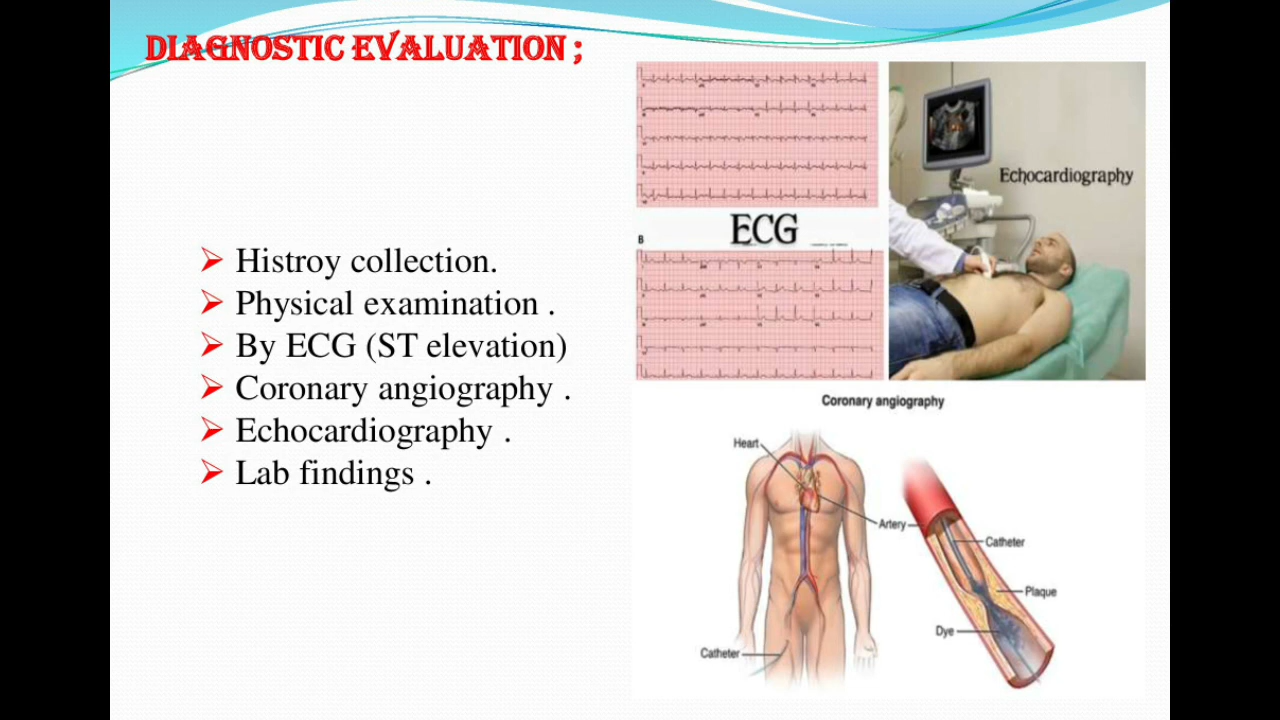 DIAGNOSTIC EVALUATION ;
Histroy collection.
Physical examination .
By ECG (ST elevation)
Coronary angiography .
Echocardiography .
Lab findings .
ECG
B
Echocardiography
Coronary angiography
Heart
Artery
Catheter
Plaque
Dye
Catheter